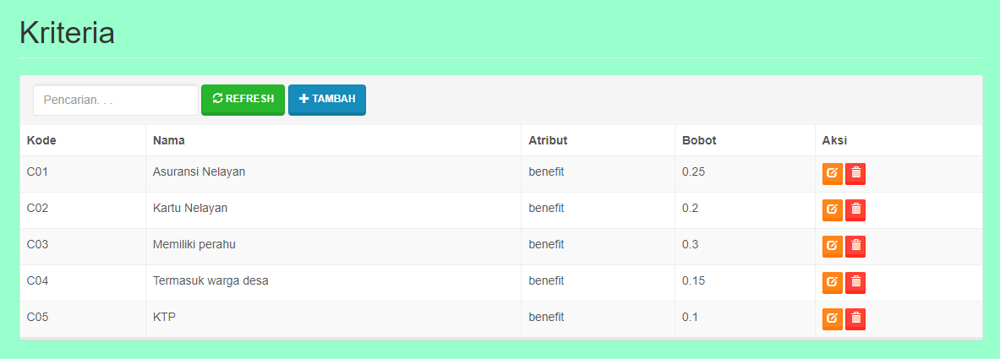 Kriteria
Pencarian. . . REFRESH TAMBAH
Kode Nama Atribut Bobot Aksi
C01 Asuransi Nelayan benefit 0.25
C02 Kartu Nelayan benefit 0.2
C03 Memiliki perahu benefit 0.3
C04 Termasuk warga desa benefit 0.15
C05 KTP benefit 0.1